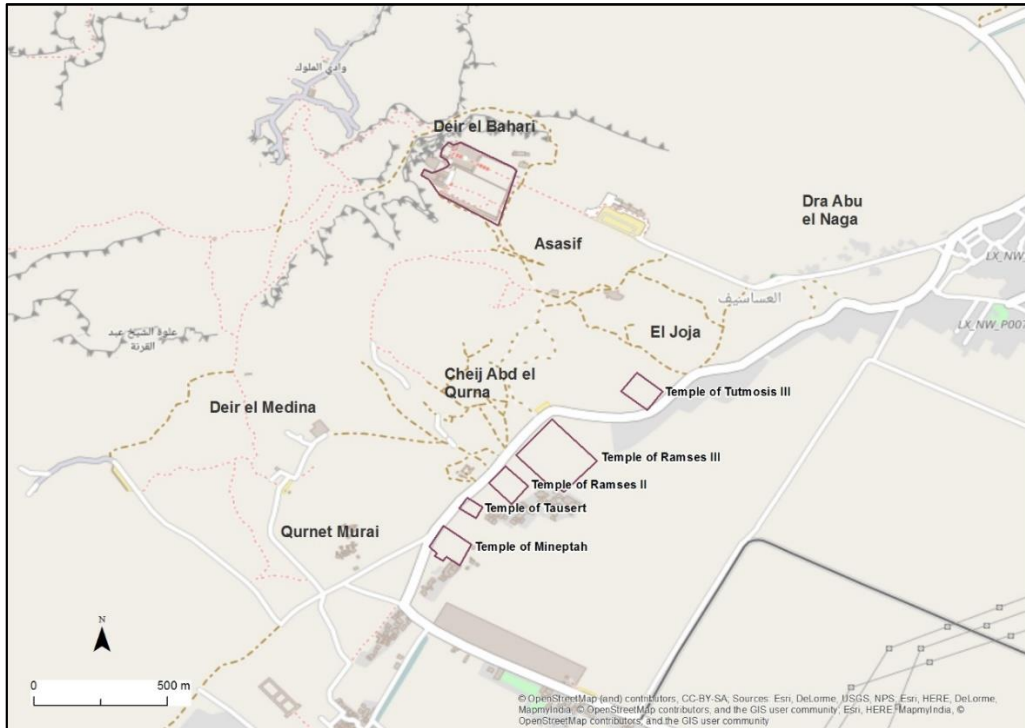 وادي الملوك
Deir el Bahari
Dra Abu
el Naga
Asasif
العساسيف
LX_NW_
LX_NW_P007
علوة الشيخ عبد
القرنة
El Joja
Cheij Abd el
Qurna
Temple of Tutmosis III
Deir el Medina
Temple of Ramses III
Temple of Ramses II
Temple of Tausert
Qurnet Murai
Temple of Mineptah
N
0
500 m
© OpenStreetMap (and) contributors, CC-BY-SA, Sources: Esri, DeLorme, USGS, NPS, Esri, HERE, DeLorme,
MapmyIndia, © OpenStreetMap contributors, and the GIS user community, Esri, HERE, MapmyIndia, ©
OpenStreetMap contributors, and the GIS user community